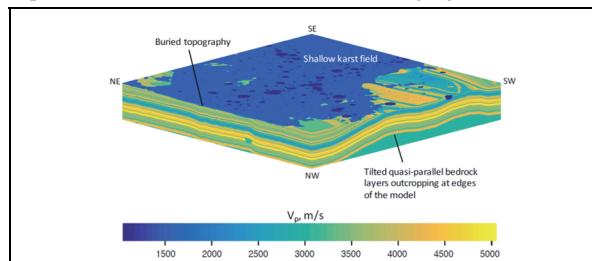 SE
Buried topography
Shallow karst field
NE
SW
NW
Tilted quasi-parallel bedrock
layers outcropping at edges
of the model
Vp, m/s
1500 2000 2500 3000 3500 4000 4500 5000